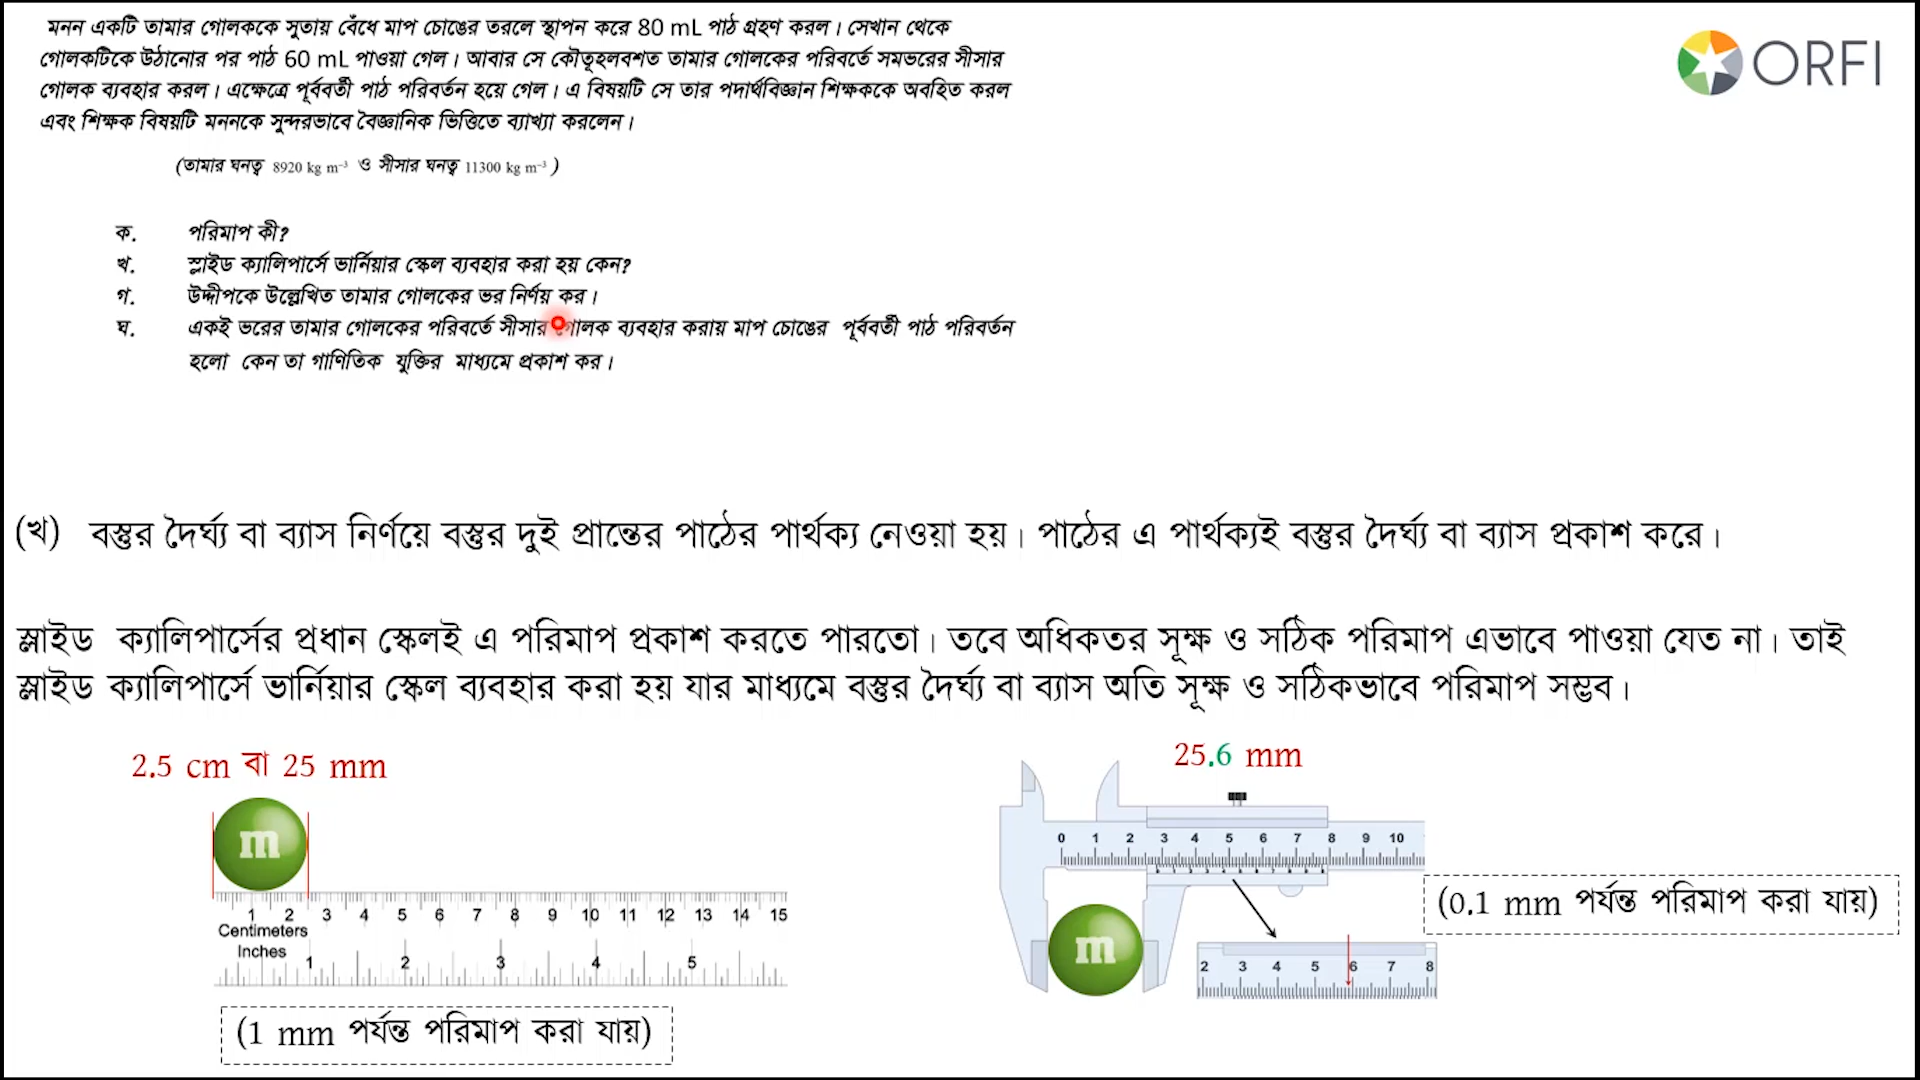 মনন একটি তামার গোলককে সুতায় বেঁধে মাপ চোঙের তরলে স্থাপন করে 80 mL পাঠ গ্রহণ করল। সেখান থেকে
গোলকটিকে উঠানোর পর পাঠ 60 mL পাওয়া গেল। আবার সে কৌতূহলবশত তামার গোলকের পরিবর্তে সমভরের সীসার
গোলক ব্যবহার করল। এক্ষেত্রে পূর্ববর্তী পাঠ পরিবর্তন হয়ে গেল। এ বিষয়টি সে তার পদার্থবিজ্ঞান শিক্ষককে অবহিত করল
এবং শিক্ষক বিষয়টি মননকে সুন্দরভাবে বৈজ্ঞানিক ভিত্তিতে ব্যাখ্যা করলেন।
(তামার ঘনত্ব 8920 kg m⁻³ ও সীসার ঘনত্ব 11300 kg m⁻³ )
ক. পরিমাপ কী?
খ. স্লাইড ক্যালিপার্সে ভার্নিয়ার স্কেল ব্যবহার করা হয় কেন?
গ. উদ্দীপকে উল্লেখিত তামার গোলকের ভর নির্ণয় কর।
ঘ. একই ভরের তামার গোলকের পরিবর্তে সীসার গোলক ব্যবহার করায় মাপ চোঙের পূর্ববর্তী পাঠ পরিবর্তন
হলো কেন তা গাণিতিক যুক্তির মাধ্যমে প্রকাশ কর।
ORFI
(খ) বস্তুর দৈর্ঘ্য বা ব্যাস নির্ণয়ে বস্তুর দুই প্রান্তের পাঠের পার্থক্য নেওয়া হয়। পাঠের এ পার্থক্যই বস্তুর দৈর্ঘ্য বা ব্যাস প্রকাশ করে।
স্লাইড ক্যালিপার্সের প্রধান স্কেলই এ পরিমাপ প্রকাশ করতে পারতো। তবে অধিকতর সূক্ষ ও সঠিক পরিমাপ এভাবে পাওয়া যেত না। তাই
স্লাইড ক্যালিপার্সে ভার্নিয়ার স্কেল ব্যবহার করা হয় যার মাধ্যমে বস্তুর দৈর্ঘ্য বা ব্যাস অতি সূক্ষ ও সঠিকভাবে পরিমাপ সম্ভব।
2.5 cm বা 25 mm
m
1 2 3 4 5 6 7 8 9 10 11 12 13 14 15
Centimeters
Inches
1 2 3 4 5
(1 mm পর্যন্ত পরিমাপ করা যায়)
25.6 mm
0 1 2 3 4 5 6 7 8 9 10
m
2 3 4 5 6 7 8
(0.1 mm পর্যন্ত পরিমাপ করা যায়)